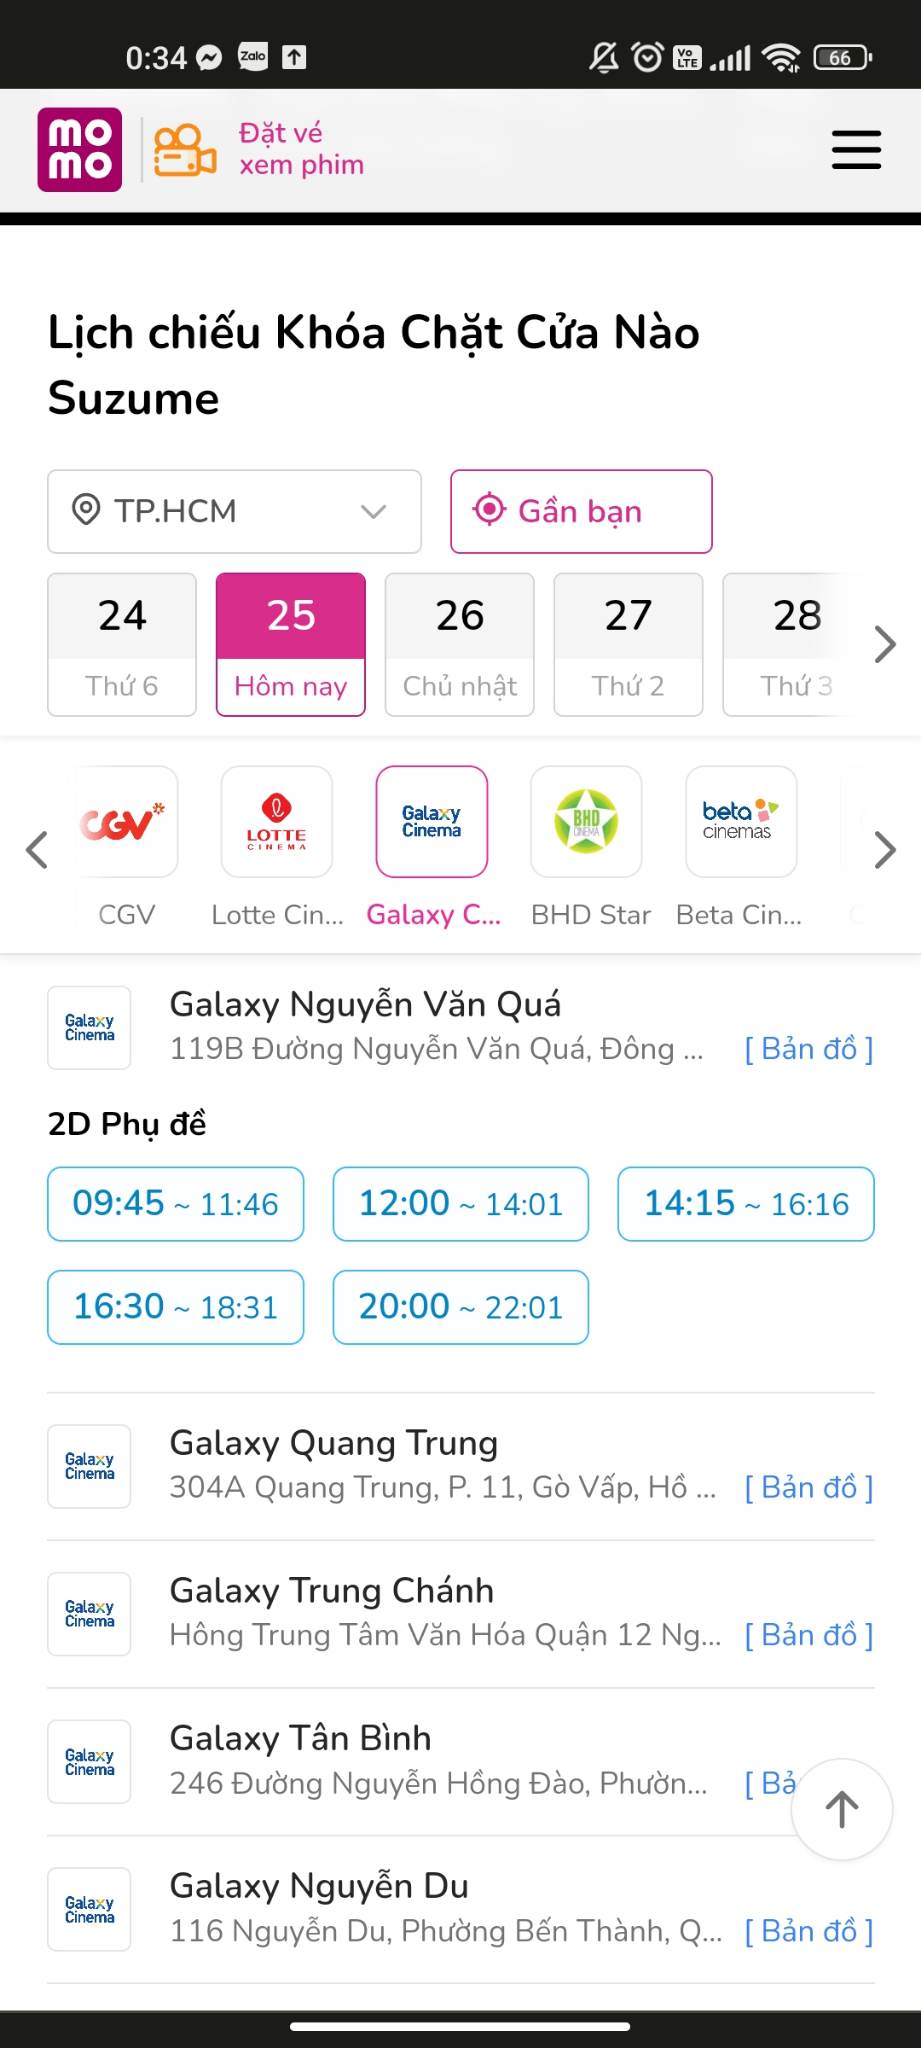 0:34 Zalo Vo LTE 66
mo
mo
Đặt vé
xem phim
Lịch chiếu Khóa Chặt Cửa Nào
Suzume
TP.HCM Gần bạn
24 25 26 27 28
Thứ 6 Hôm nay Chủ nhật Thứ 2 Thứ 3
CGV LOTTE CINEMA Galaxy Cinema BHD CINEMA beta cinemas
CGV Lotte Cin... Galaxy C... BHD Star Beta Cin...
Galaxy Cinema
Galaxy Nguyễn Văn Quá
119B Đường Nguyễn Văn Quá, Đông ... [ Bản đồ ]
2D Phụ đề
09:45 ~ 11:46 12:00 ~ 14:01 14:15 ~ 16:16
16:30 ~ 18:31 20:00 ~ 22:01
Galaxy Cinema
Galaxy Quang Trung
304A Quang Trung, P. 11, Gò Vấp, Hồ ... [ Bản đồ ]
Galaxy Cinema
Galaxy Trung Chánh
Hông Trung Tâm Văn Hóa Quận 12 Ng... [ Bản đồ ]
Galaxy Cinema
Galaxy Tân Bình
246 Đường Nguyễn Hồng Đào, Phườn... [ Bả
Galaxy Cinema
Galaxy Nguyễn Du
116 Nguyễn Du, Phường Bến Thành, Q... [ Bản đồ ]